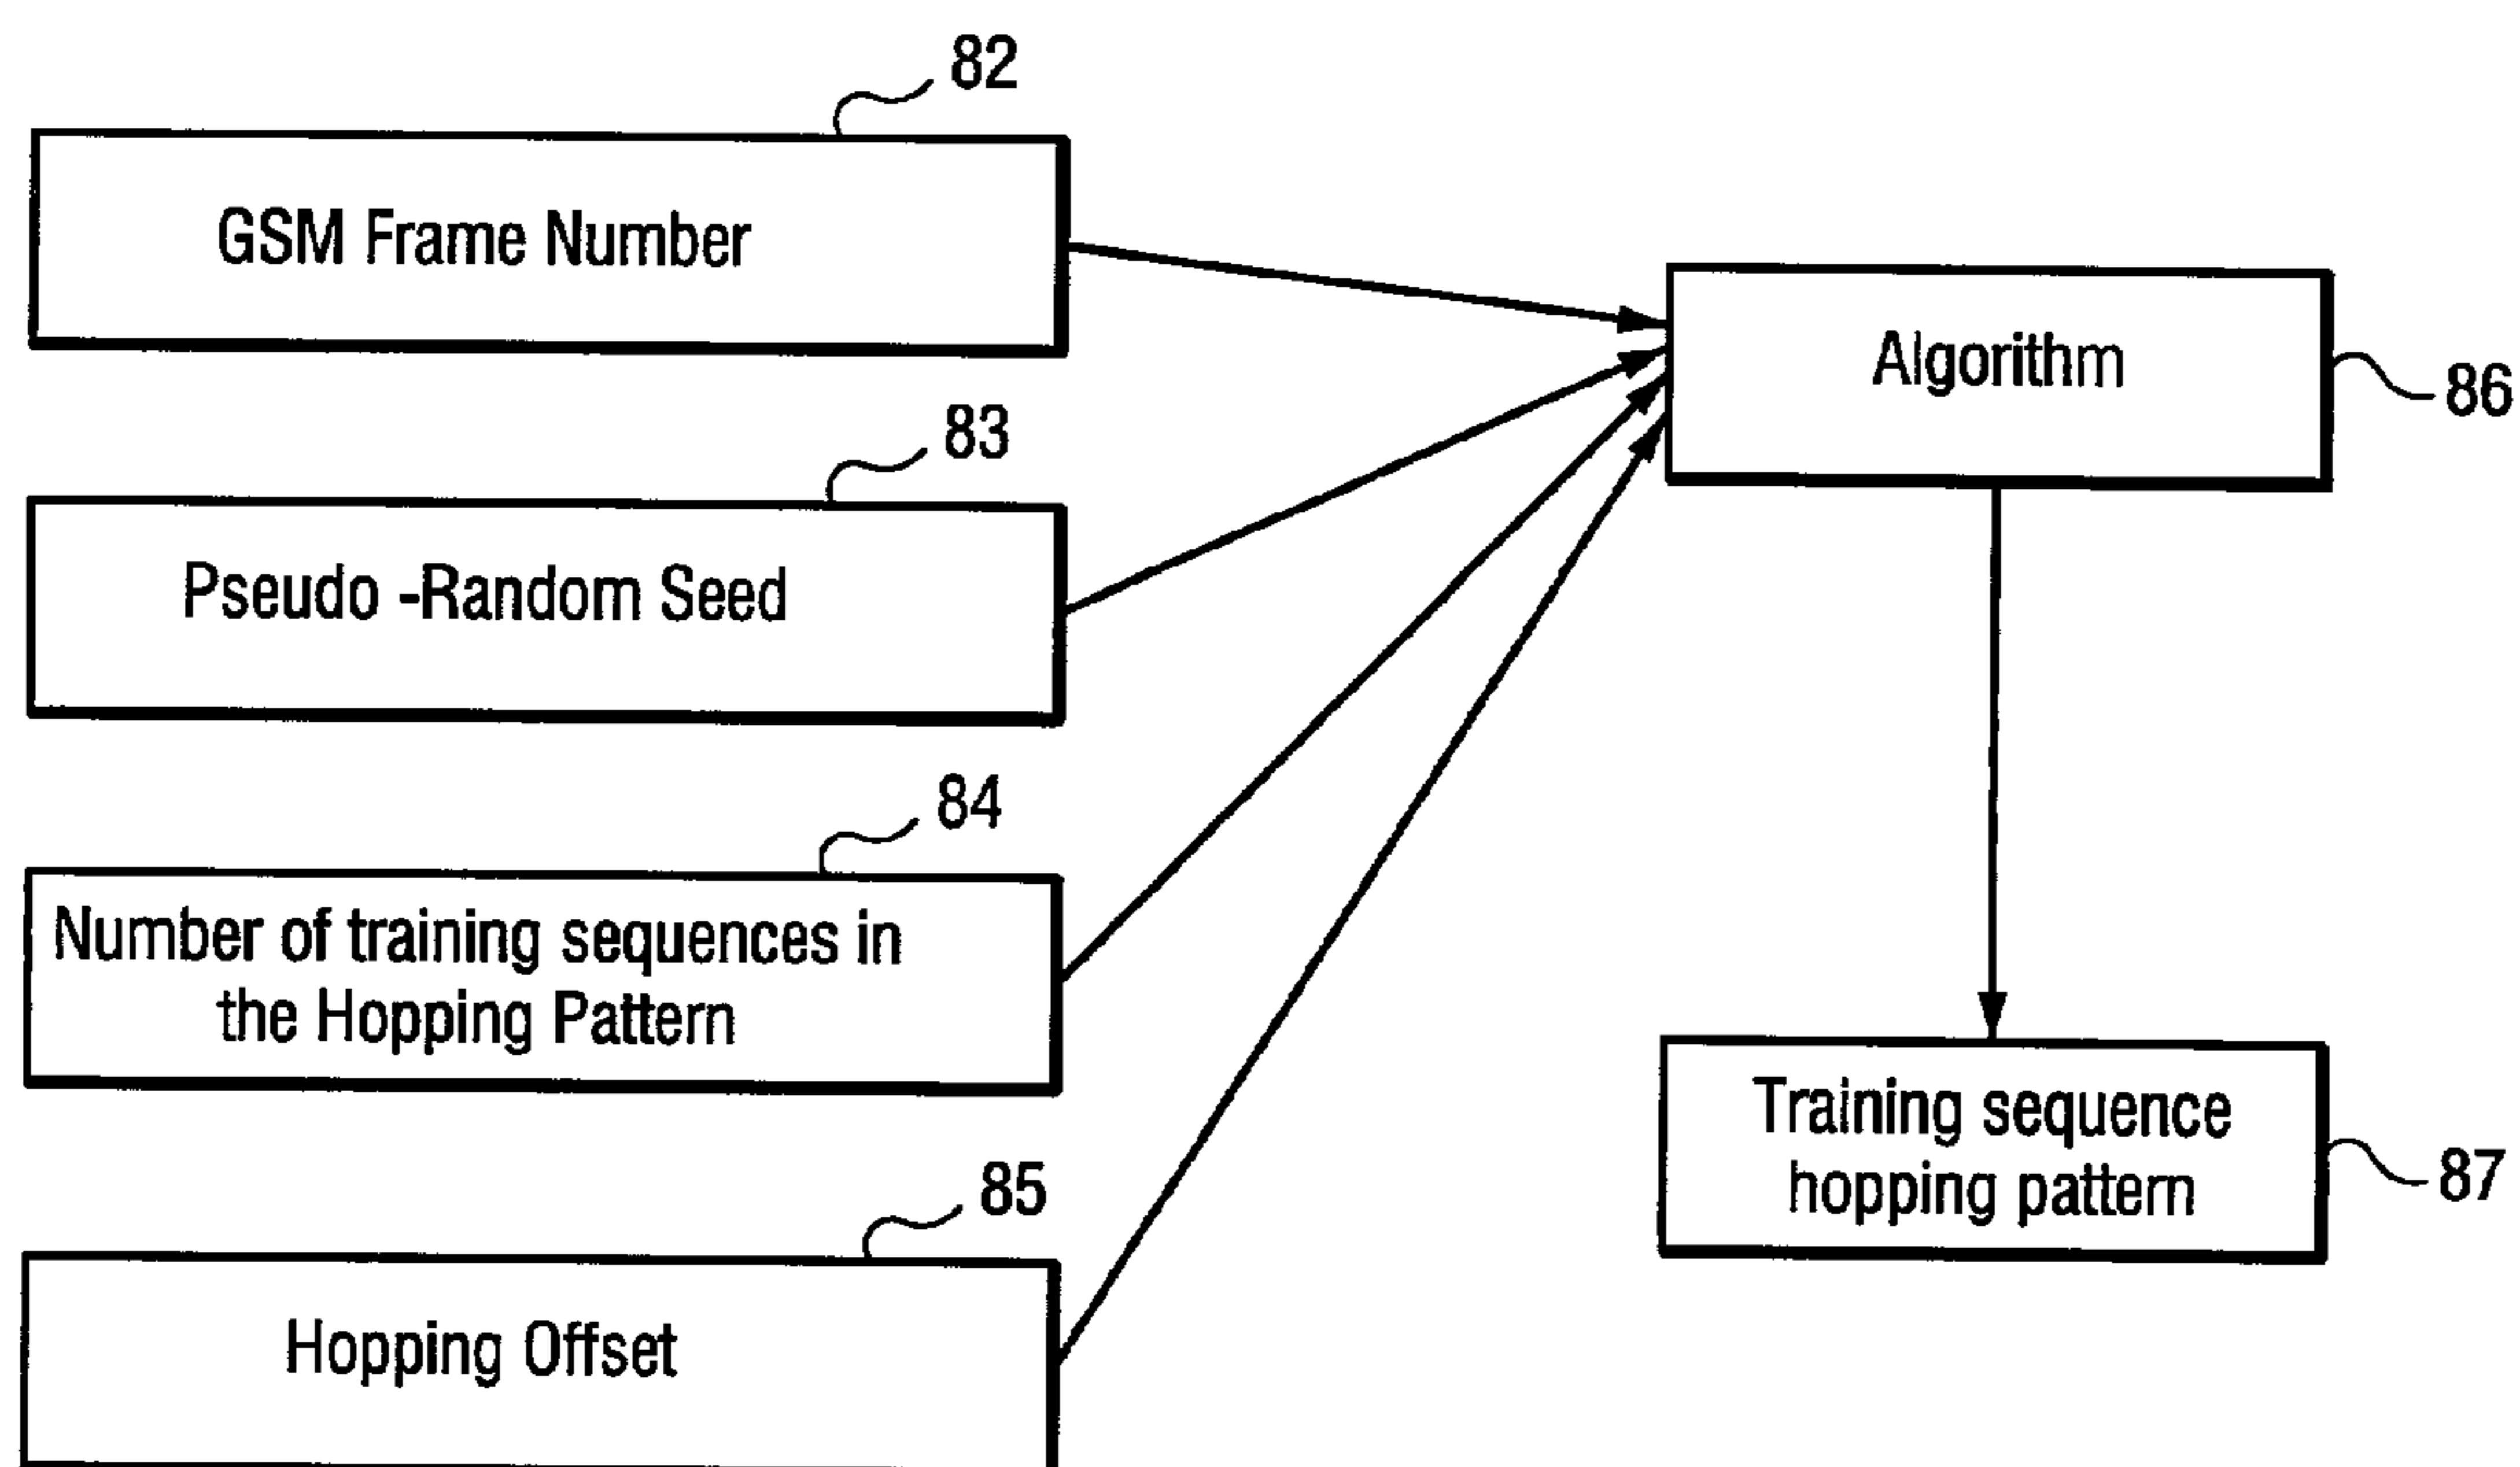 82
GSM Frame Number
83
Pseudo -Random Seed
84
Number of training sequences in
the Hopping Pattern
85
Hopping Offset
Algorithm
86
Training sequence
hopping pattern
87